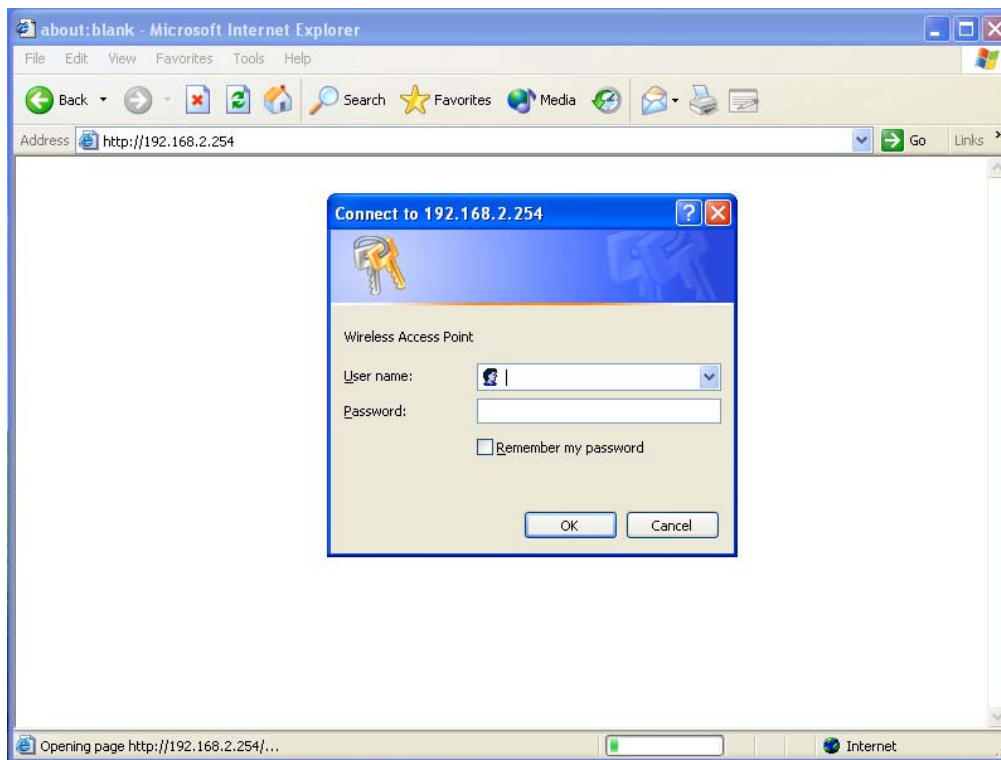 about:blank - Microsoft Internet Explorer
File Edit View Favorites Tools Help
Back Search Favorites Media
Address http://192.168.2.254 Go Links »
Connect to 192.168.2.254
Wireless Access Point
User name:
Password:
Remember my password
OK Cancel
Opening page http://192.168.2.254/... Internet